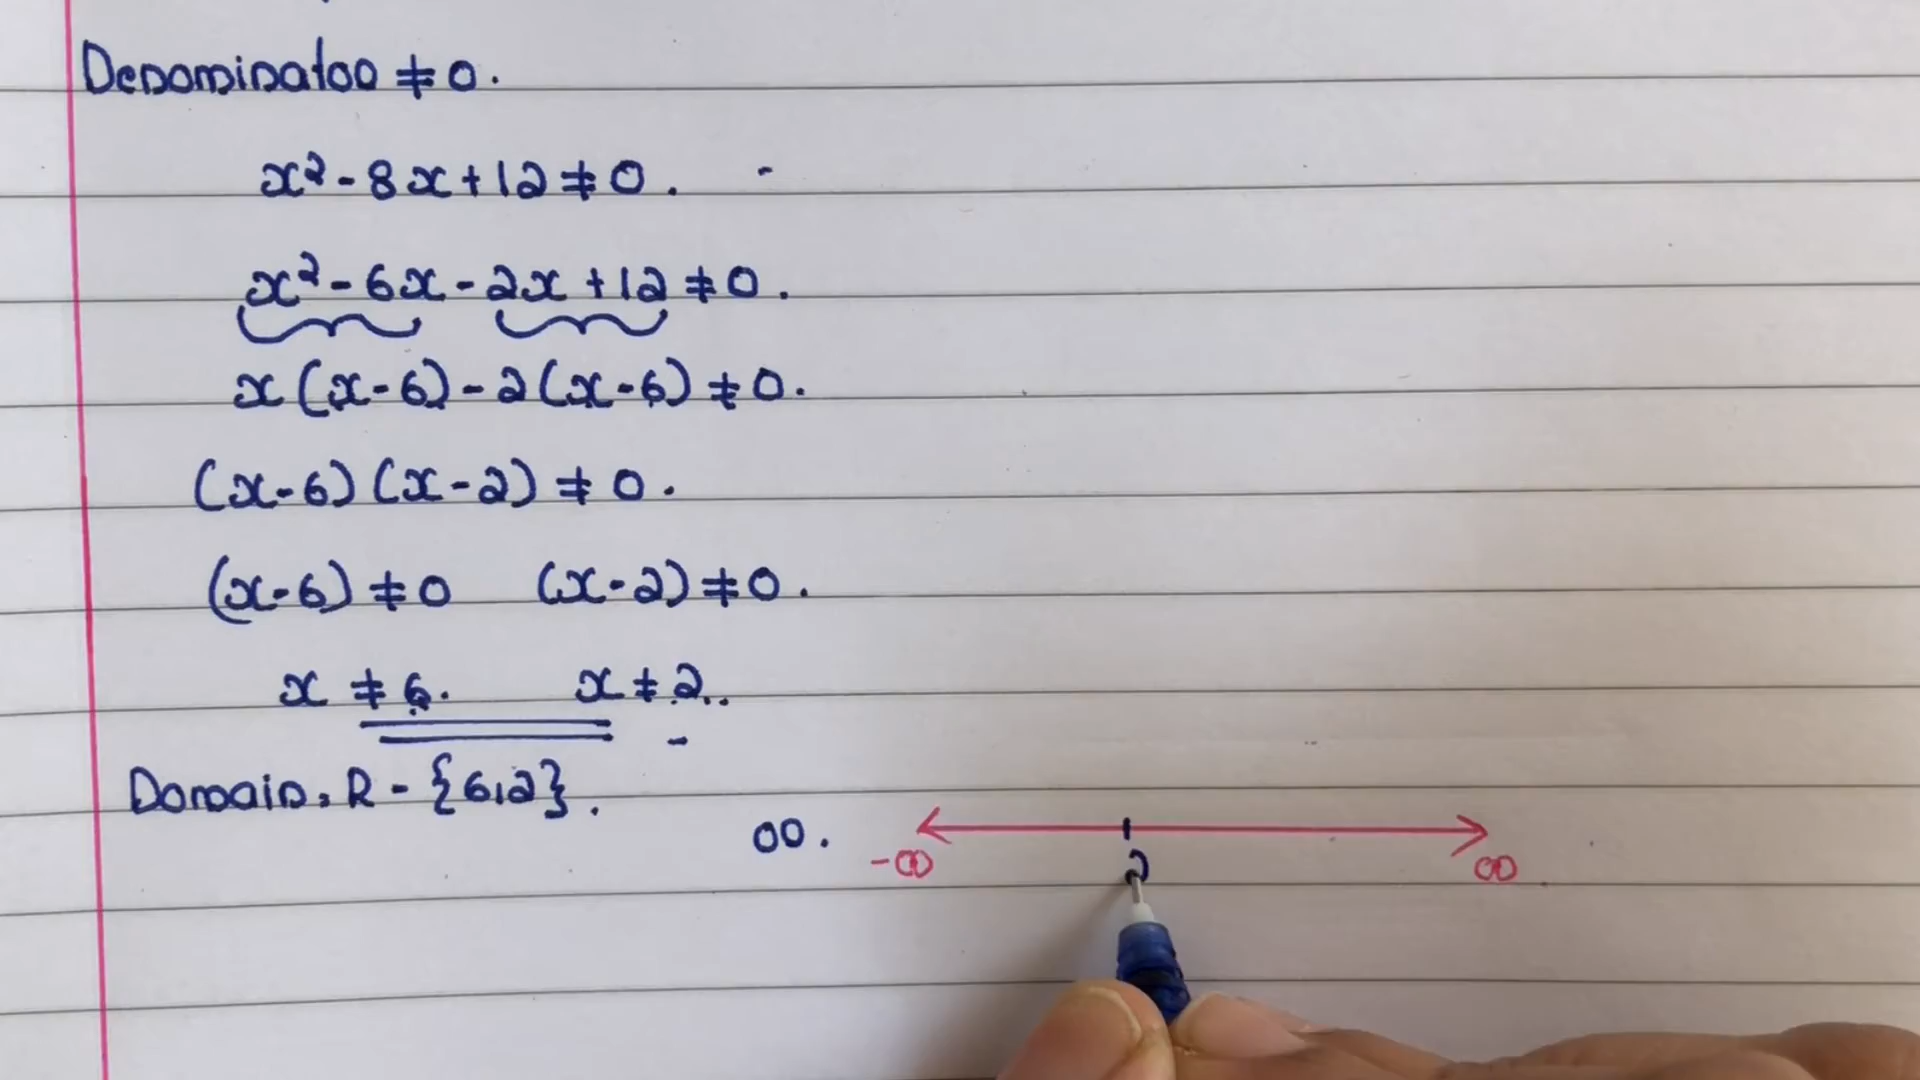 Denominator ≠ 0.
x² - 8x + 12 ≠ 0.
x² - 6x - 2x + 12 ≠ 0.
x(x-6) - 2(x-6) ≠ 0.
(x-6)(x-2) ≠ 0.
(x-6) ≠ 0 (x-2) ≠ 0.
x ≠ 6. x ≠ 2.
Domain = R - {6,2}.
or.
-∞ 2 ∞